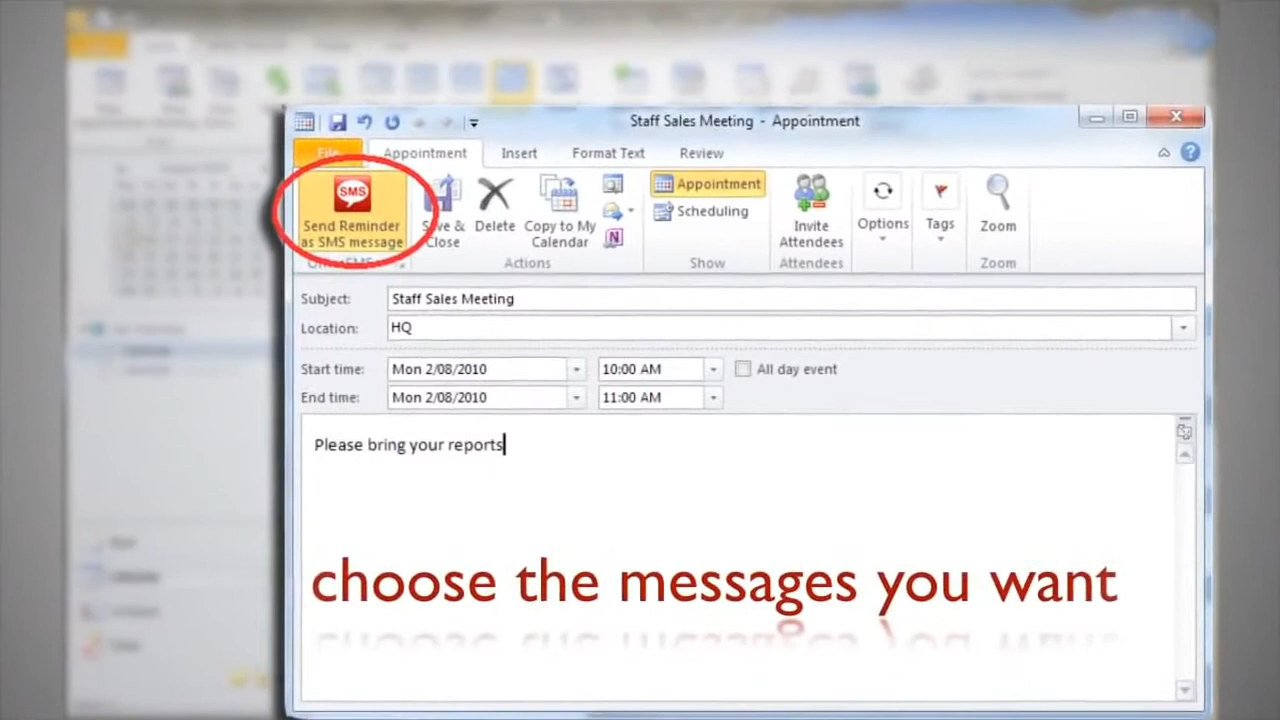 Staff Sales Meeting - Appointment
File Appointment Insert Format Text Review
SMS
Send Reminder
as SMS message
Save &
Close
Delete
Copy to My
Calendar
Actions
Appointment
Scheduling
Show
Invite
Attendees
Attendees
Options
Tags
Zoom
Zoom
Subject: Staff Sales Meeting
Location: HQ
Start time: Mon 2/08/2010 10:00 AM All day event
End time: Mon 2/08/2010 11:00 AM
Please bring your reports
choose the messages you want